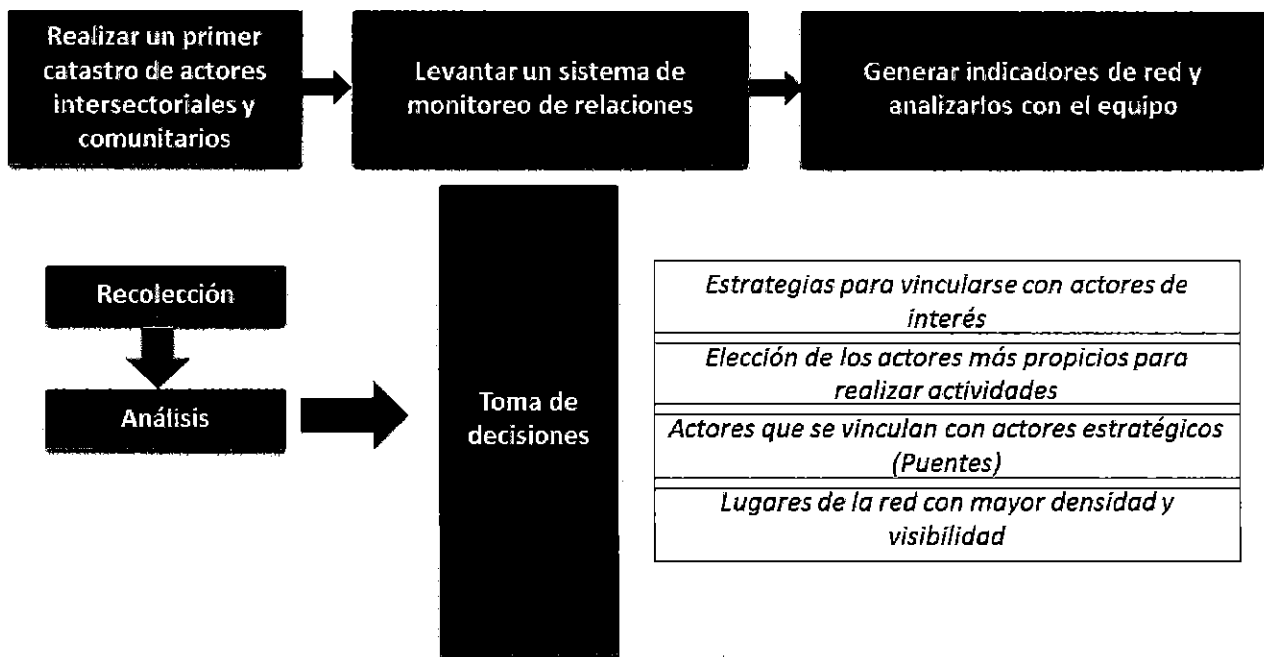 Realizar un primer
catastro de actores
intersectoriales y
comunitarios
Levantar un sistema de
monitoreo de relaciones
Generar indicadores de red y
analizarlos con el equipo
Recolección
Análisis
Toma de
decisiones
Estrategias para vincularse con actores de
interés
Elección de los actores más propicios para
realizar actividades
Actores que se vinculan con actores estratégicos
(Puentes)
Lugares de la red con mayor densidad y
visibilidad